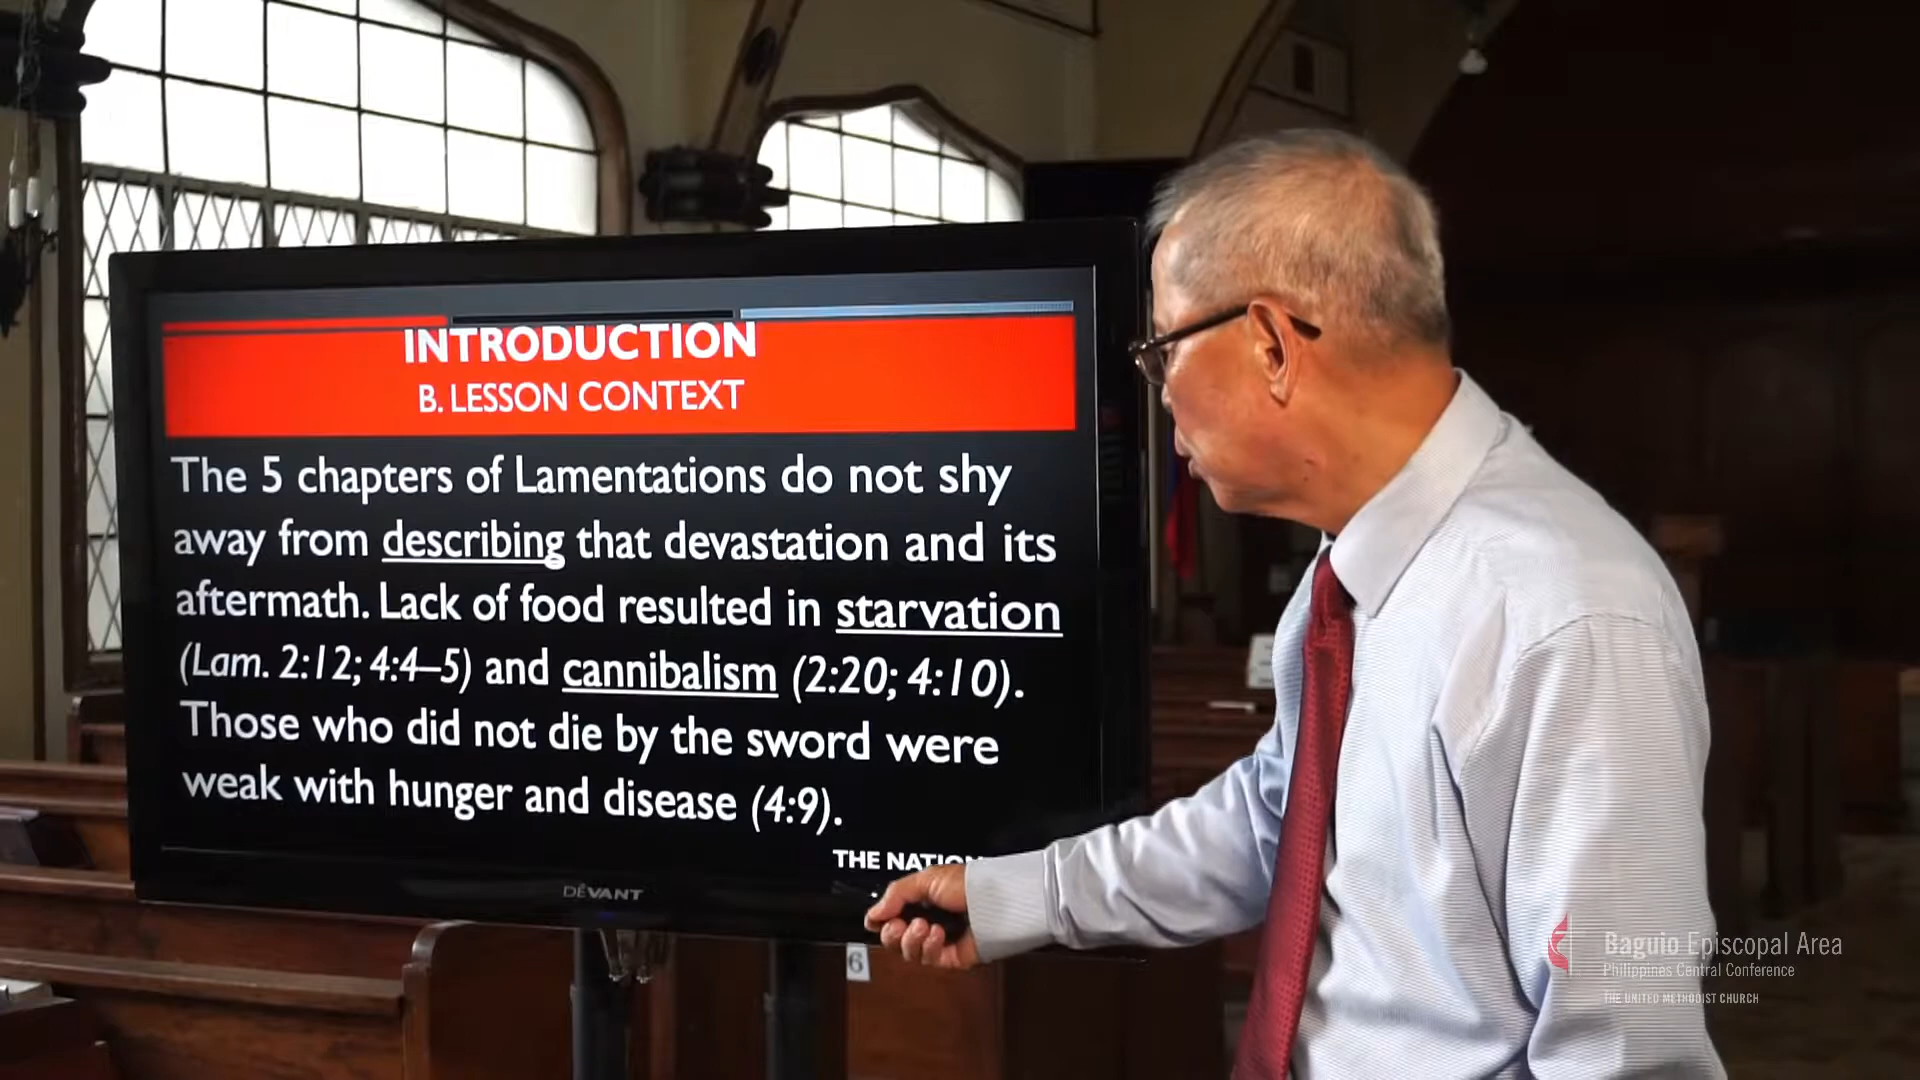 INTRODUCTION
B. LESSON CONTEXT
The 5 chapters of Lamentations do not shy
away from describing that devastation and its
aftermath. Lack of food resulted in starvation
(Lam. 2:12; 4:4–5) and cannibalism (2:20; 4:10).
Those who did not die by the sword were
weak with hunger and disease (4:9).
THE NATION
DEVANT
6
Baguio Episcopal Area
Philippines Central Conference
THE UNITED METHODIST CHURCH